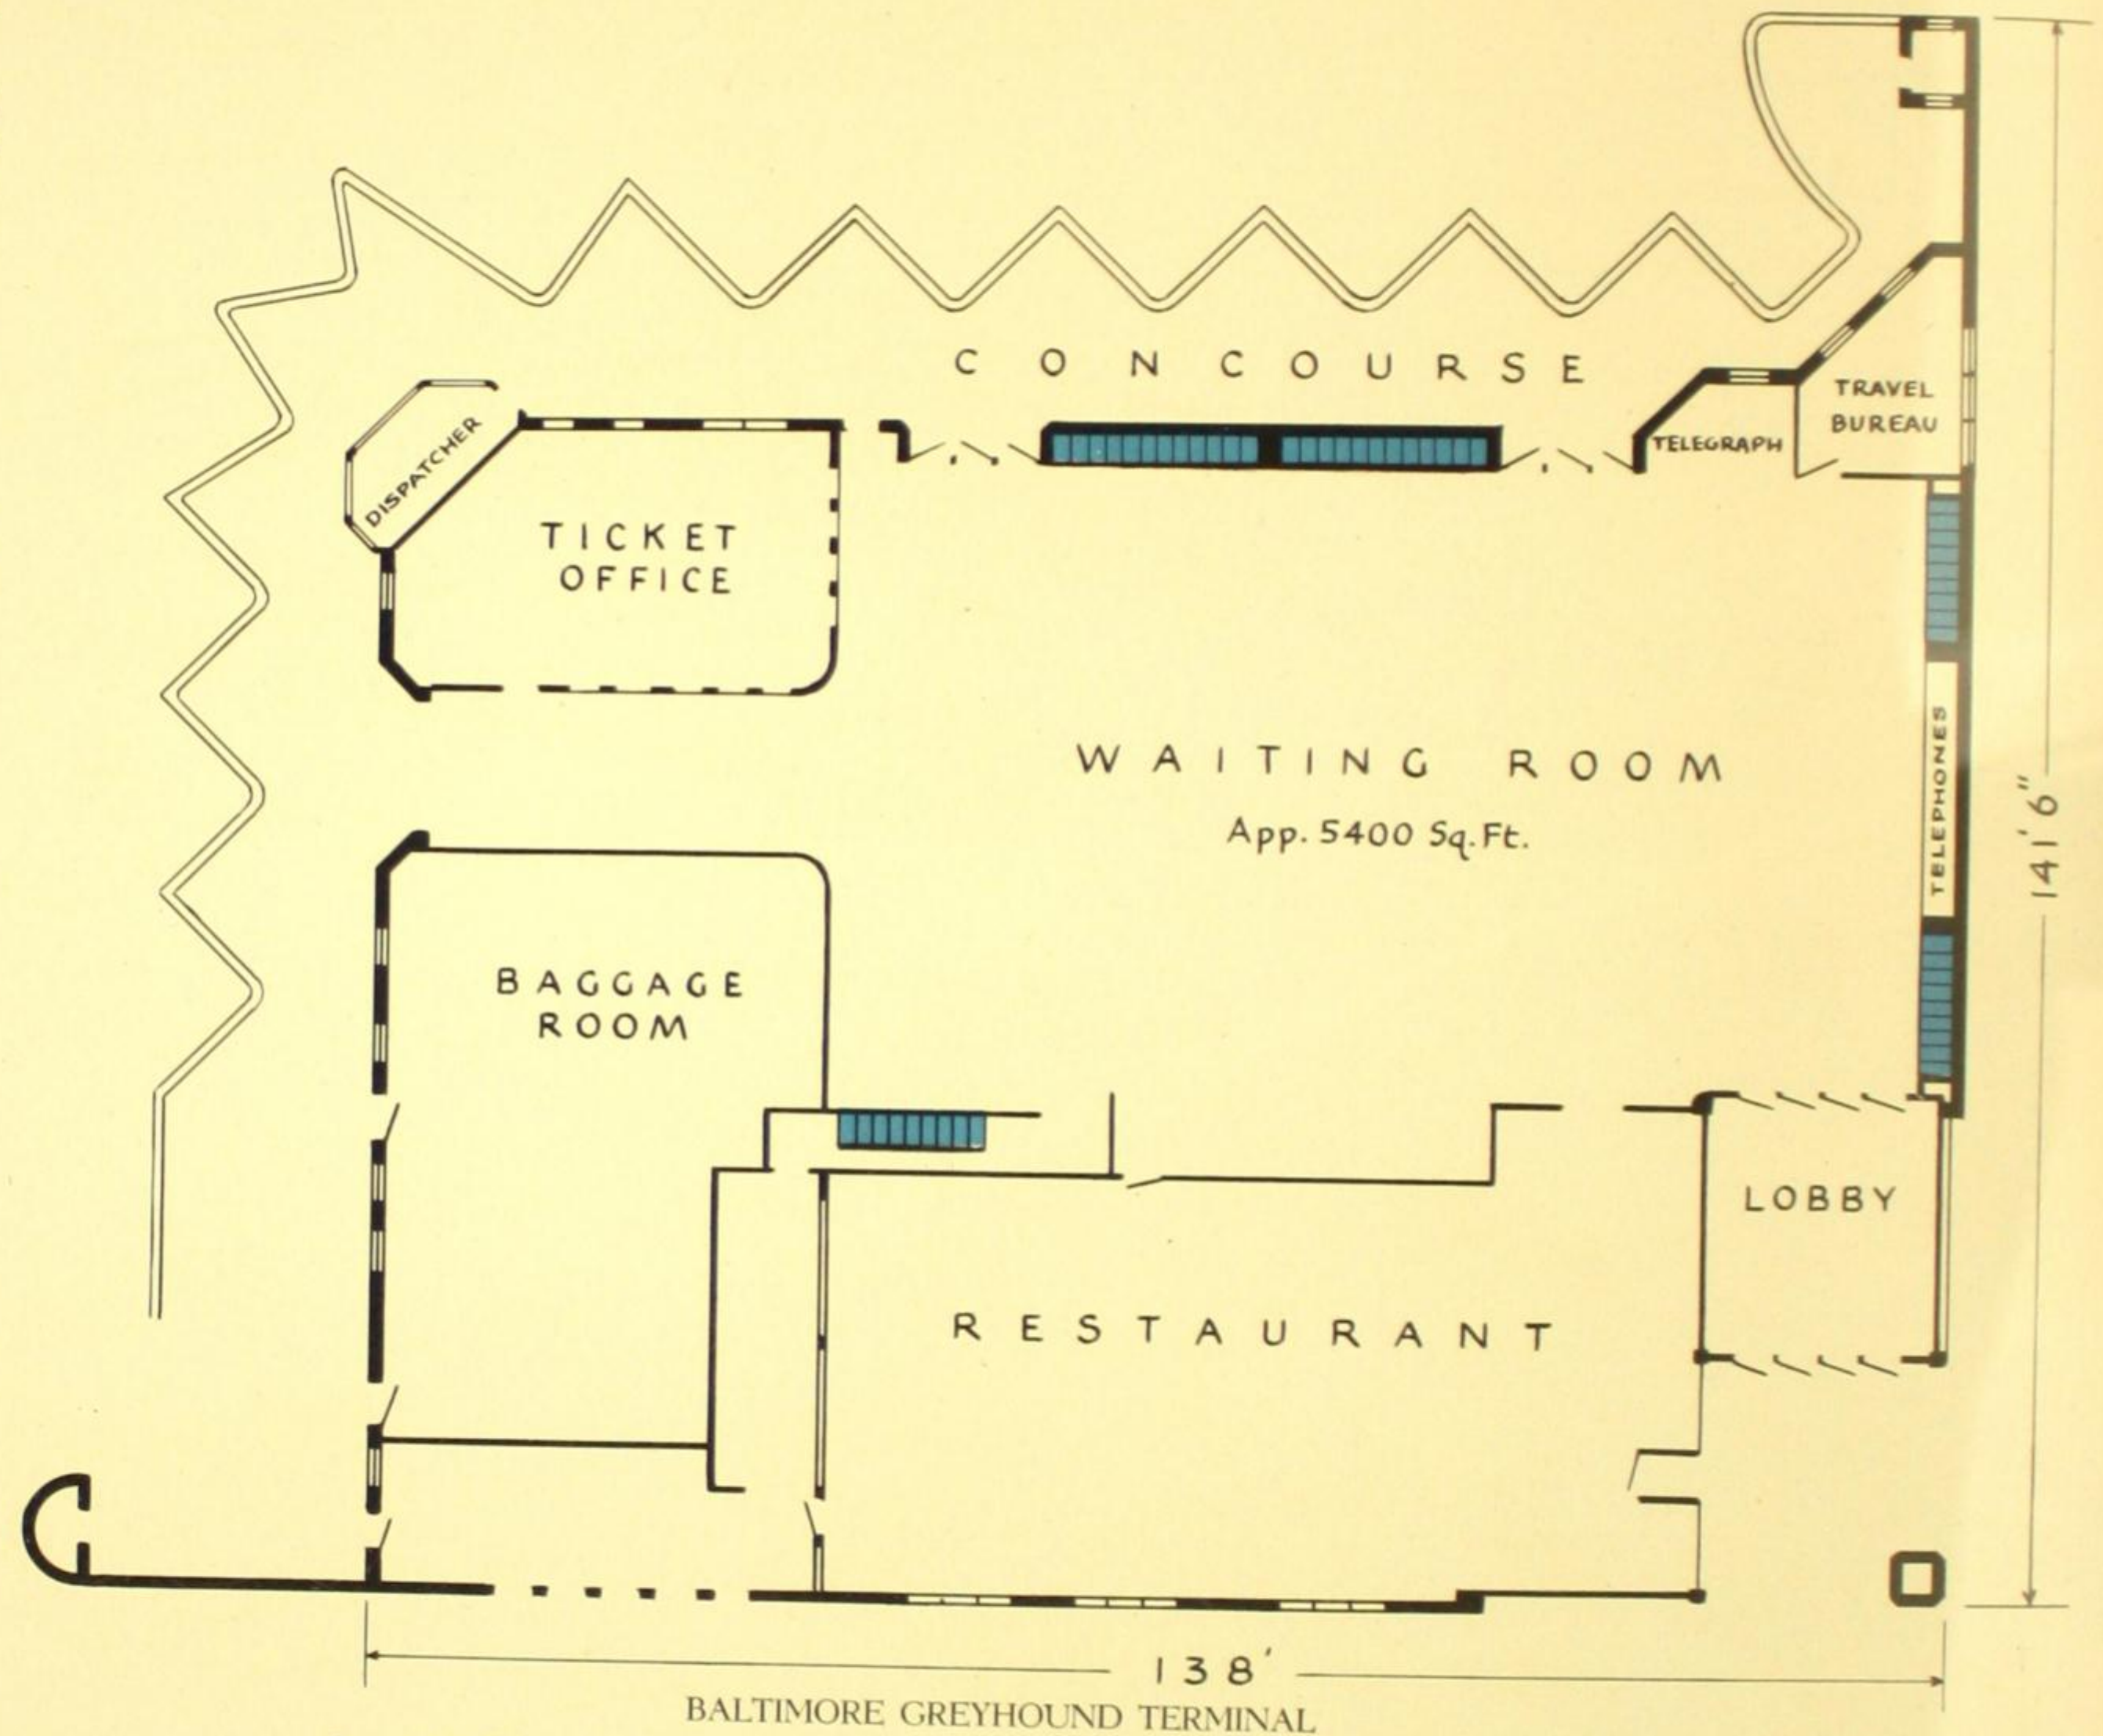 CONCOURSE
TRAVEL
BUREAU
TELEGRAPH
DISPATCHER
TICKET
OFFICE
WAITING ROOM
App. 5400 Sq. Ft.
TELEPHONES
141' 6"
BAGGAGE
ROOM
LOBBY
RESTAURANT
138'
BALTIMORE GREYHOUND TERMINAL